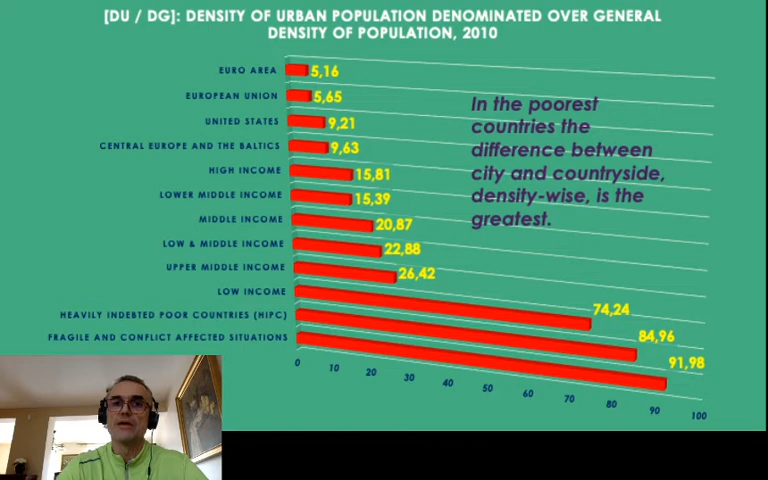 [DU / DG]: DENSITY OF URBAN POPULATION DENOMINATED OVER GENERAL
DENSITY OF POPULATION, 2010
EURO AREA 5,16
EUROPEAN UNION 5,65
UNITED STATES 9,21
CENTRAL EUROPE AND THE BALTICS 9,63
HIGH INCOME 15,81
LOWER MIDDLE INCOME 15,39
MIDDLE INCOME 20,87
LOW & MIDDLE INCOME 22,88
UPPER MIDDLE INCOME 26,42
LOW INCOME 74,24
HEAVILY INDEBTED POOR COUNTRIES (HIPC) 84,96
FRAGILE AND CONFLICT AFFECTED SITUATIONS 91,98
0 10 20 30 40 50 60 70 80 90 100
In the poorest
countries the
difference between
city and countryside,
density-wise, is the
greatest.